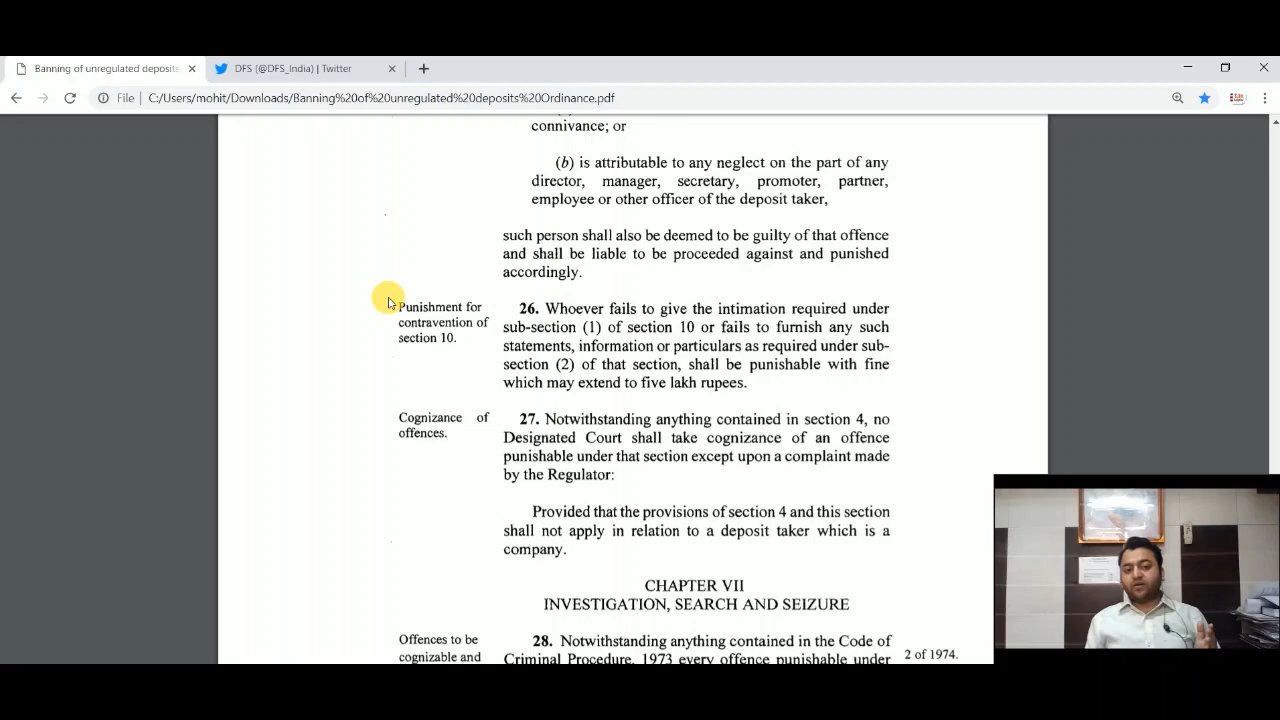 Banning of unregulated deposits
DFS (@DFS_India) | Twitter
File | C:/Users/mohit/Downloads/Banning%20of%20unregulated%20deposits%20Ordinance.pdf
connivance; or
(b) is attributable to any neglect on the part of any
director, manager, secretary, promoter, partner,
employee or other officer of the deposit taker,
such person shall also be deemed to be guilty of that offence
and shall be liable to be proceeded against and punished
accordingly.
Punishment for
contravention of
section 10.
26. Whoever fails to give the intimation required under
sub-section (1) of section 10 or fails to furnish any such
statements, information or particulars as required under sub-
section (2) of that section, shall be punishable with fine
which may extend to five lakh rupees.
Cognizance of
offences.
27. Notwithstanding anything contained in section 4, no
Designated Court shall take cognizance of an offence
punishable under that section except upon a complaint made
by the Regulator:
Provided that the provisions of section 4 and this section
shall not apply in relation to a deposit taker which is a
company.
CHAPTER VII
INVESTIGATION, SEARCH AND SEIZURE
Offences to be
cognizable and
28. Notwithstanding anything contained in the Code of
Criminal Procedure, 1973 every offence punishable under
2 of 1974.